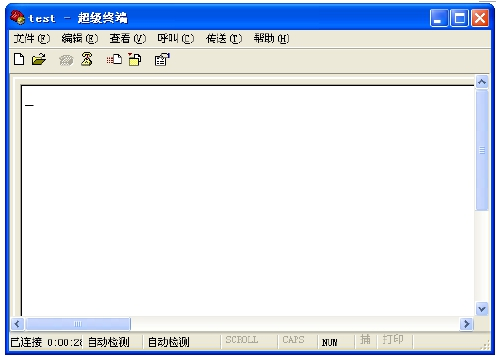 test - 超级终端
文件(F) 编辑(E) 查看(V) 呼叫(C) 传送(T) 帮助(H)
已连接 0:00:28 自动检测 自动检测 SCROLL CAPS NUM 捕 打印